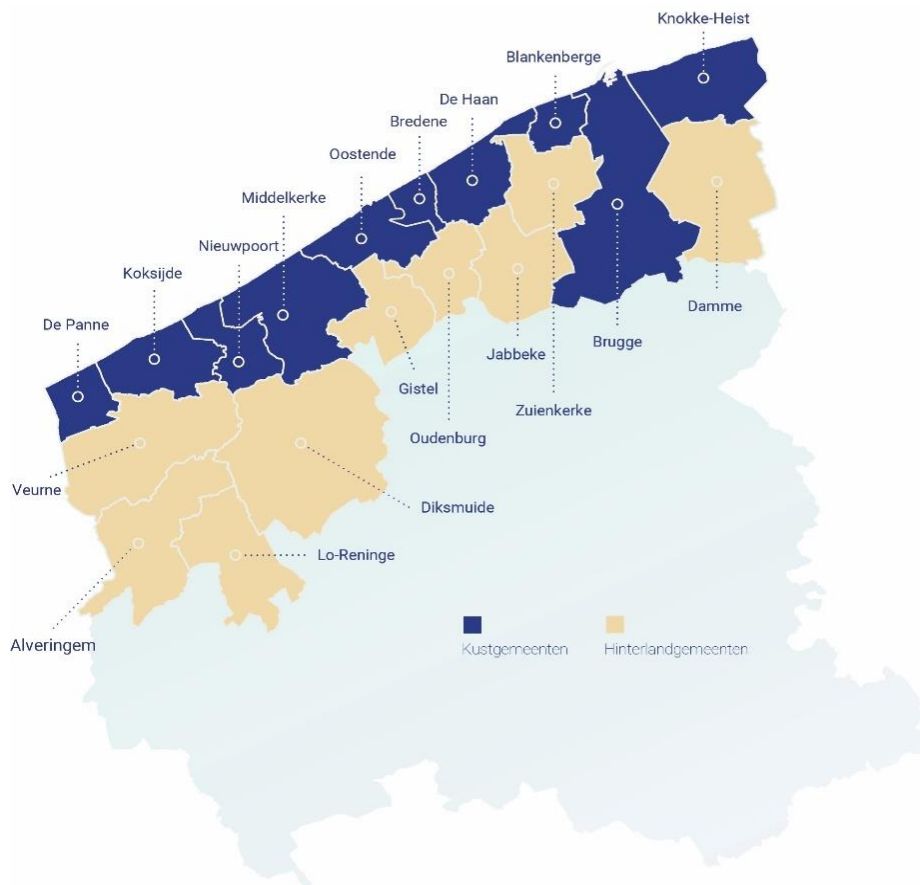 Knokke-Heist
Blankenberge
De Haan
Bredene
Oostende
Middelkerke
Nieuwpoort
Koksijde
De Panne
Damme
Brugge
Jabbeke
Gistel
Zuienkerke
Oudenburg
Veurne
Diksmuide
Lo-Reninge
Alveringem
Kustgemeenten
Hinterlandgemeenten